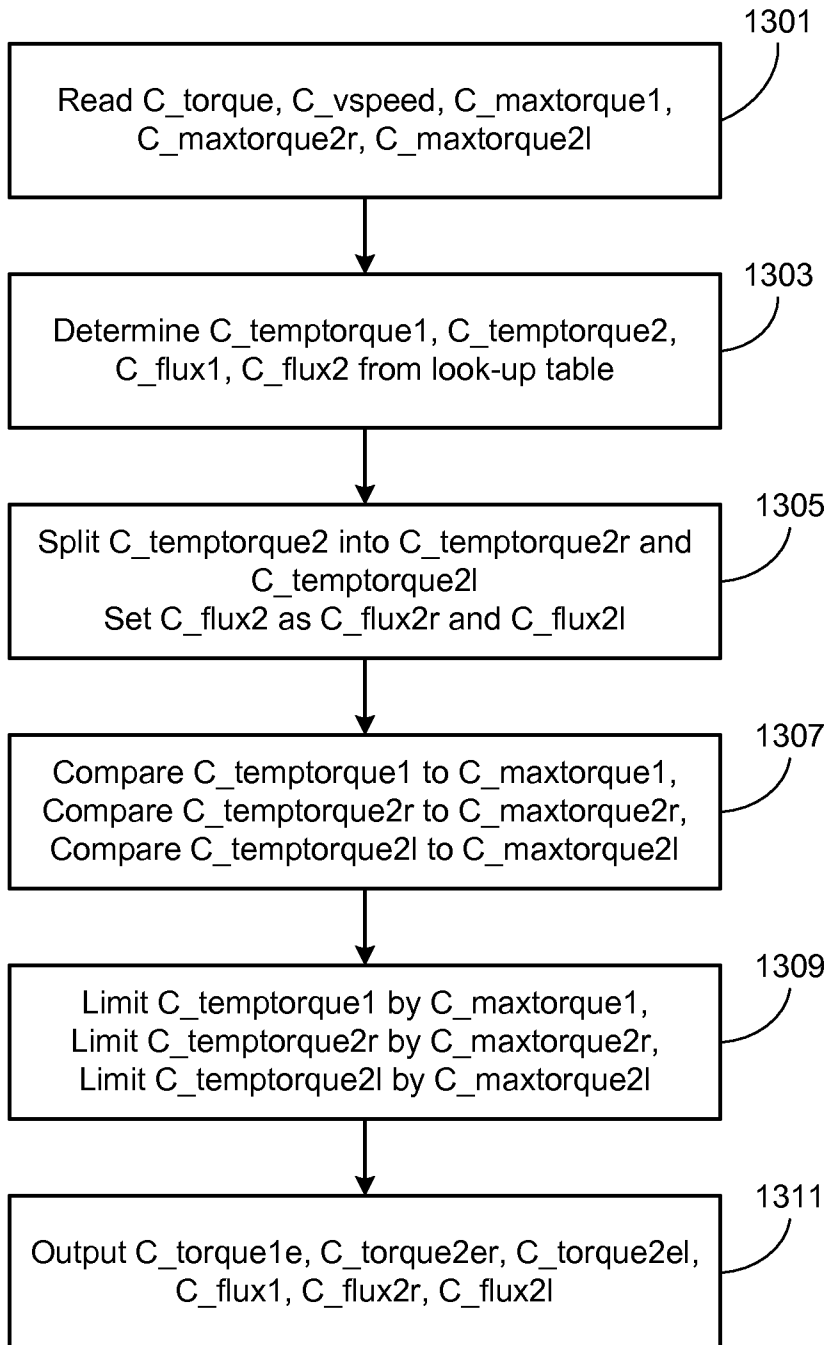 1301
Read C_torque, C_vspeed, C_maxtorque1,
C_maxtorque2r, C_maxtorque2l
1303
Determine C_temptorque1, C_temptorque2,
C_flux1, C_flux2 from look-up table
1305
Split C_temptorque2 into C_temptorque2r and
C_temptorque2l
Set C_flux2 as C_flux2r and C_flux2l
1307
Compare C_temptorque1 to C_maxtorque1,
Compare C_temptorque2r to C_maxtorque2r,
Compare C_temptorque2l to C_maxtorque2l
1309
Limit C_temptorque1 by C_maxtorque1,
Limit C_temptorque2r by C_maxtorque2r,
Limit C_temptorque2l by C_maxtorque2l
1311
Output C_torque1e, C_torque2er, C_torque2el,
C_flux1, C_flux2r, C_flux2l